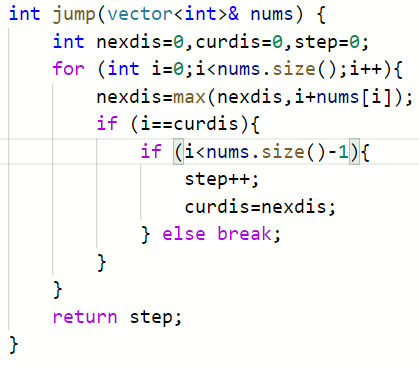 int jump(vector<int>& nums) {
    int nexdis=0,curdis=0,step=0;
    for (int i=0;i<nums.size();i++){
        nexdis=max(nexdis,i+nums[i]);
        if (i==curdis){
            if (i<nums.size()-1){
                step++;
                curdis=nexdis;
            } else break;
        }
    }
    return step;
}